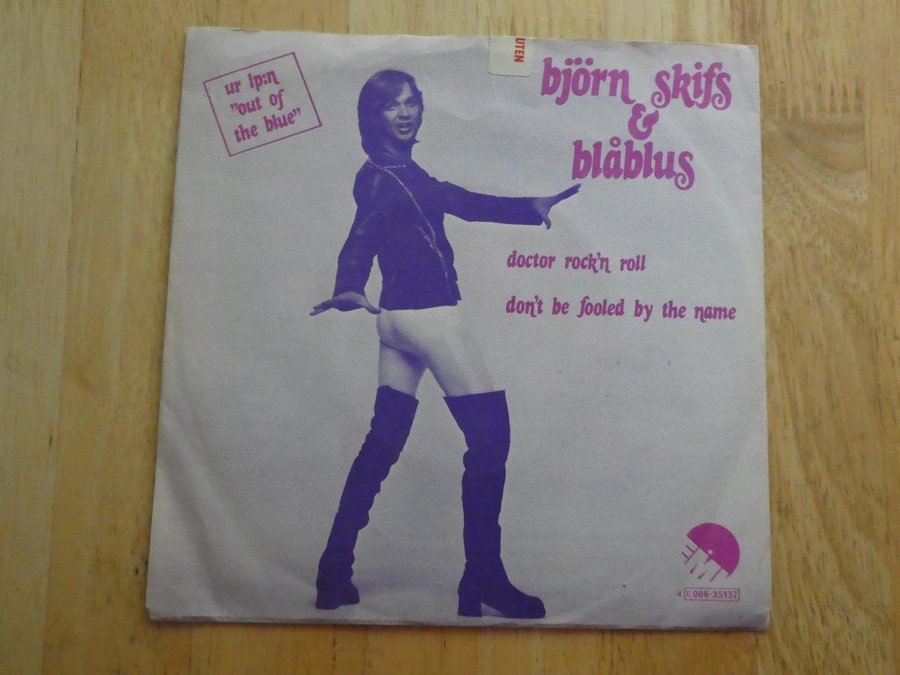 ur lp:n
"out of
the blue"
UTEN
björn skifs
&
blåblus
doctor rock'n roll
don't be fooled by the name
EMI
4 E 006-35137